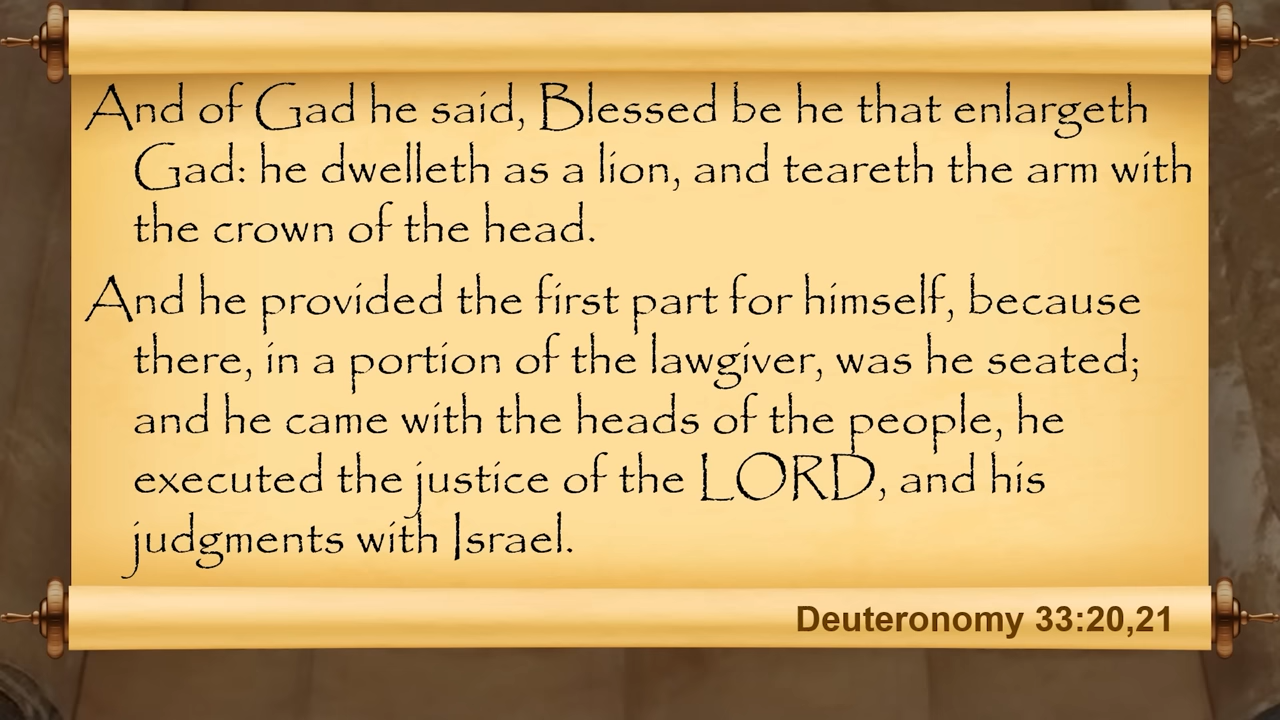 And of Gad he said, Blessed be he that enlargeth
Gad: he dwelleth as a lion, and teareth the arm with
the crown of the head.
And he provided the first part for himself, because
there, in a portion of the lawgiver, was he seated;
and he came with the heads of the people, he
executed the justice of the LORD, and his
judgments with Israel.
Deuteronomy 33:20,21